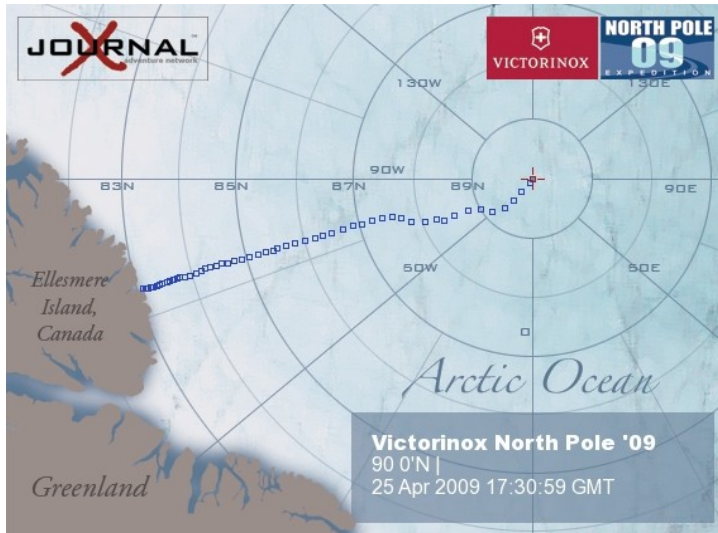 JOURNAL
adventure network
X
VICTORINOX
NORTH POLE
09
EXPEDITION
130W
130E
90W
83N
85N
87N
89N
90E
50W
50E
Ellesmere
Island,
Canada
Arctic Ocean
Victorinox North Pole '09
90 0'N |
25 Apr 2009 17:30:59 GMT
Greenland